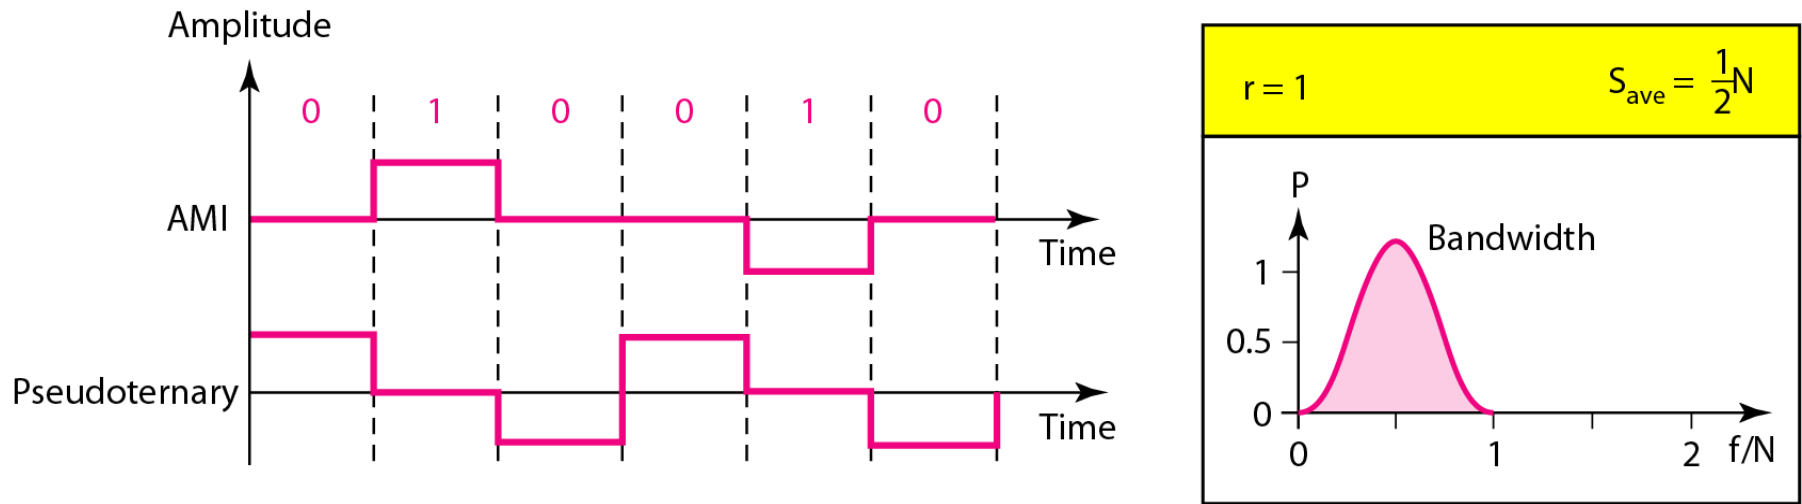 Amplitude
0 1 0 0 1 0
AMI
Time
Pseudoternary
Time
r = 1
S_ave = 1/2 N
P
Bandwidth
1
0.5
0
0 1 2 f/N